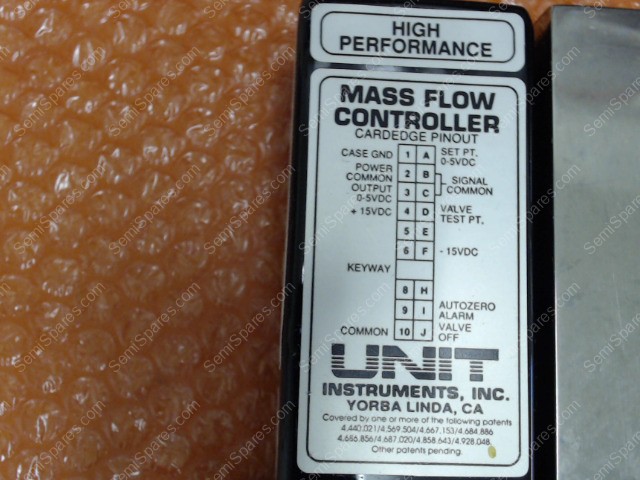 HIGH
PERFORMANCE
MASS FLOW
CONTROLLER
CARDEDGE PINOUT
CASE GND 1 A SET PT.
0-5VDC
POWER
COMMON 2 B SIGNAL
COMMON
OUTPUT
0-5VDC 3 C
+ 15VDC 4 D VALVE
TEST PT.
5 E
6 F - 15VDC
KEYWAY
8 H
9 I AUTOZERO
ALARM
COMMON 10 J VALVE
OFF
UNIT
INSTRUMENTS, INC.
YORBA LINDA, CA
Covered by one or more of the following patents
4.440.021/4.569.504/4.667.153/4.684.886
4.686.856/4.687.020/4.858.643/4.928.048.
Other patents pending.
SemiSpares.com